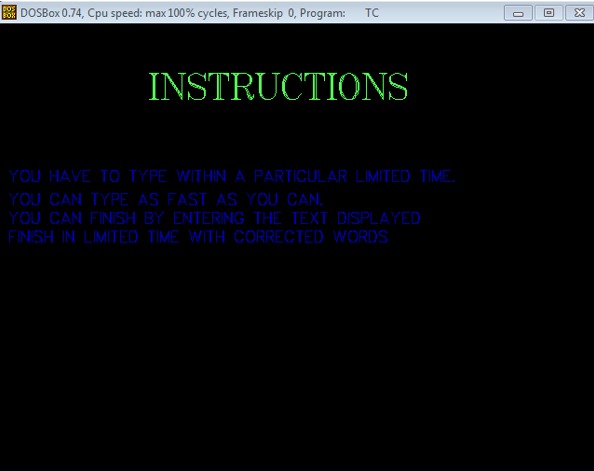 DOS
BOX
DOSBox 0.74, Cpu speed: max 100% cycles, Frameskip 0, Program: TC
INSTRUCTIONS
YOU HAVE TO TYPE WITHIN A PARTICULAR LIMITED TIME.
YOU CAN TYPE AS FAST AS YOU CAN.
YOU CAN FINISH BY ENTERING THE TEXT DISPLAYED.
FINISH IN LIMITED TIME WITH CORRECTED WORDS.